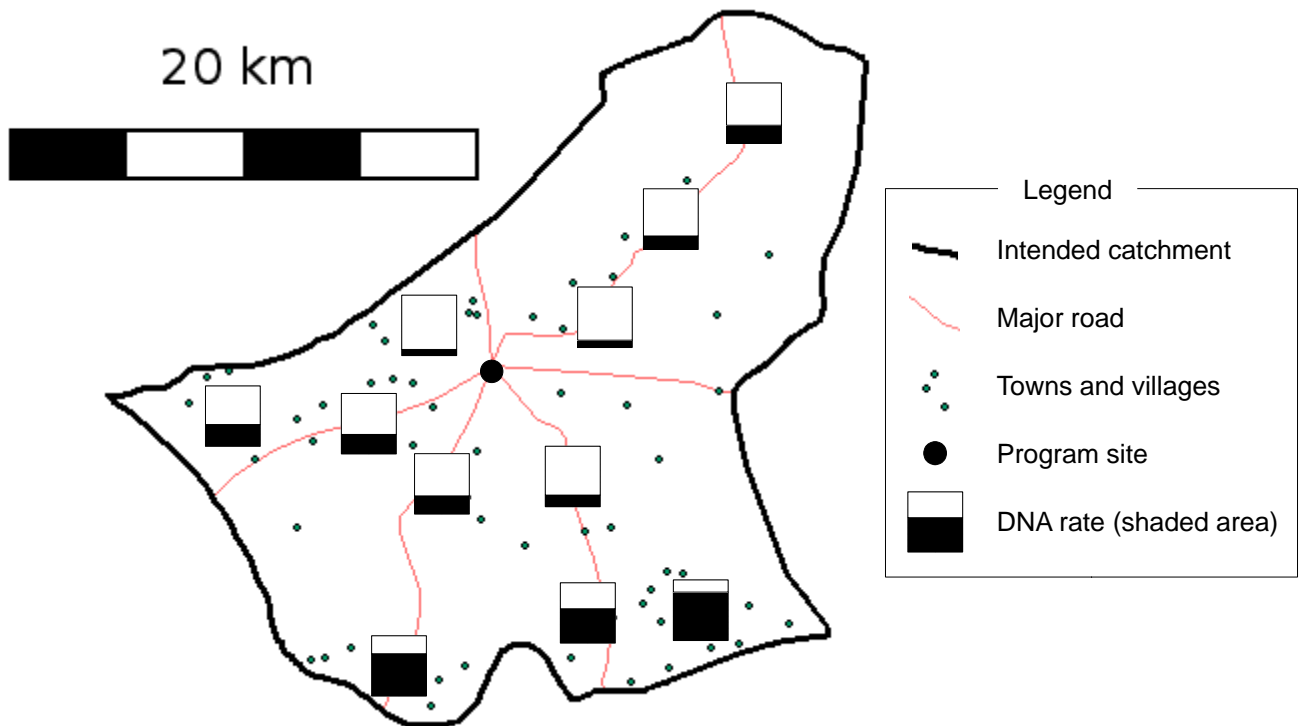 20 km
Legend
Intended catchment
Major road
Towns and villages
Program site
DNA rate (shaded area)